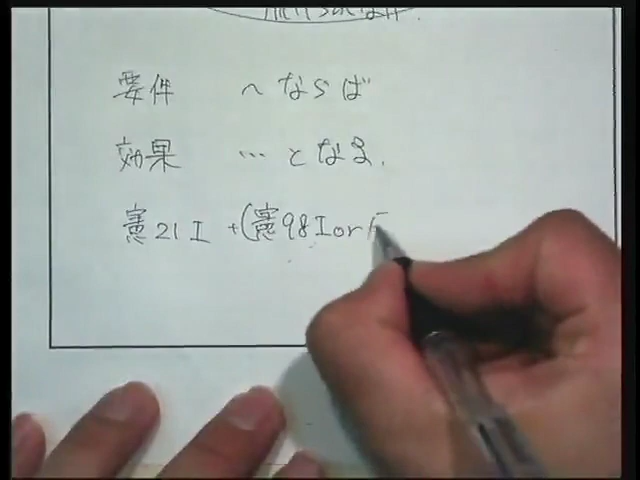 要件 〜ならば
効果 … となる.
憲21I +(憲98I or